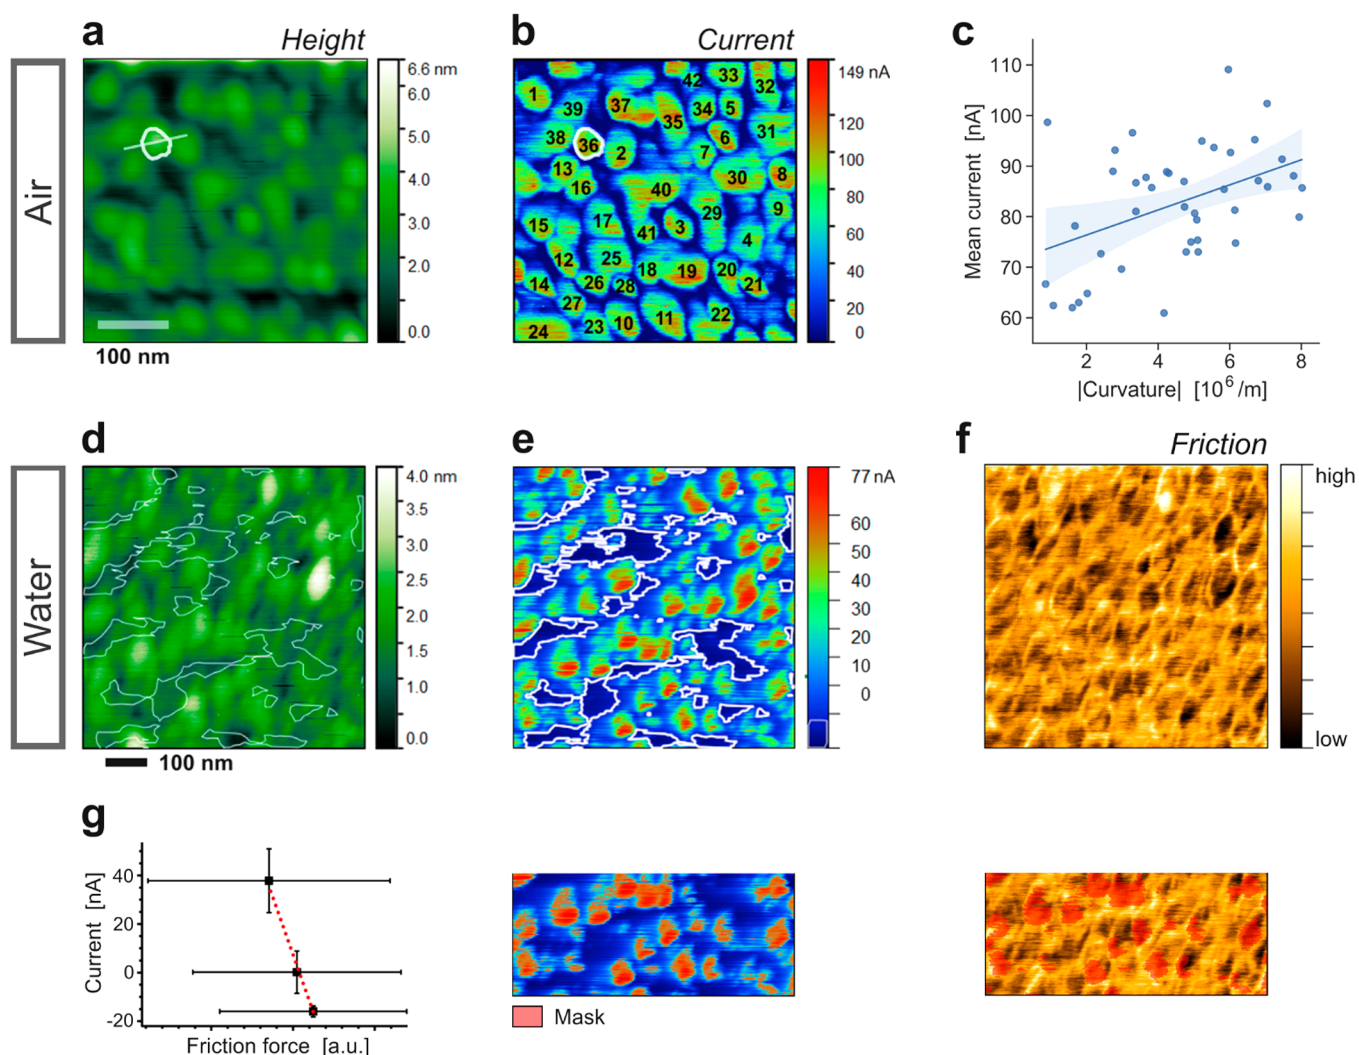 a
Height
b
Current
c
Air
6.6 nm
6.0
5.0
4.0
3.0
2.0
0.0
100 nm
149 nA
120
100
80
60
40
20
0
42 33 32
1
39 37 34 5
35 31
38 36 6
2 7
13 30 8
16 40
29 9
15 17 3
41 4
12 25
18 19 20
14 26 28 21
27
24 23 10 11 22
Mean current [nA]
110
100
90
80
70
60
2 4 6 8
|Curvature| [10⁶/m]
d
e
f
Friction
Water
4.0 nm
3.5
3.0
2.5
2.0
1.5
1.0
0.0
100 nm
77 nA
60
50
40
30
20
10
0
high
low
g
Current [nA]
40
20
0
-20
Friction force [a.u.]
Mask